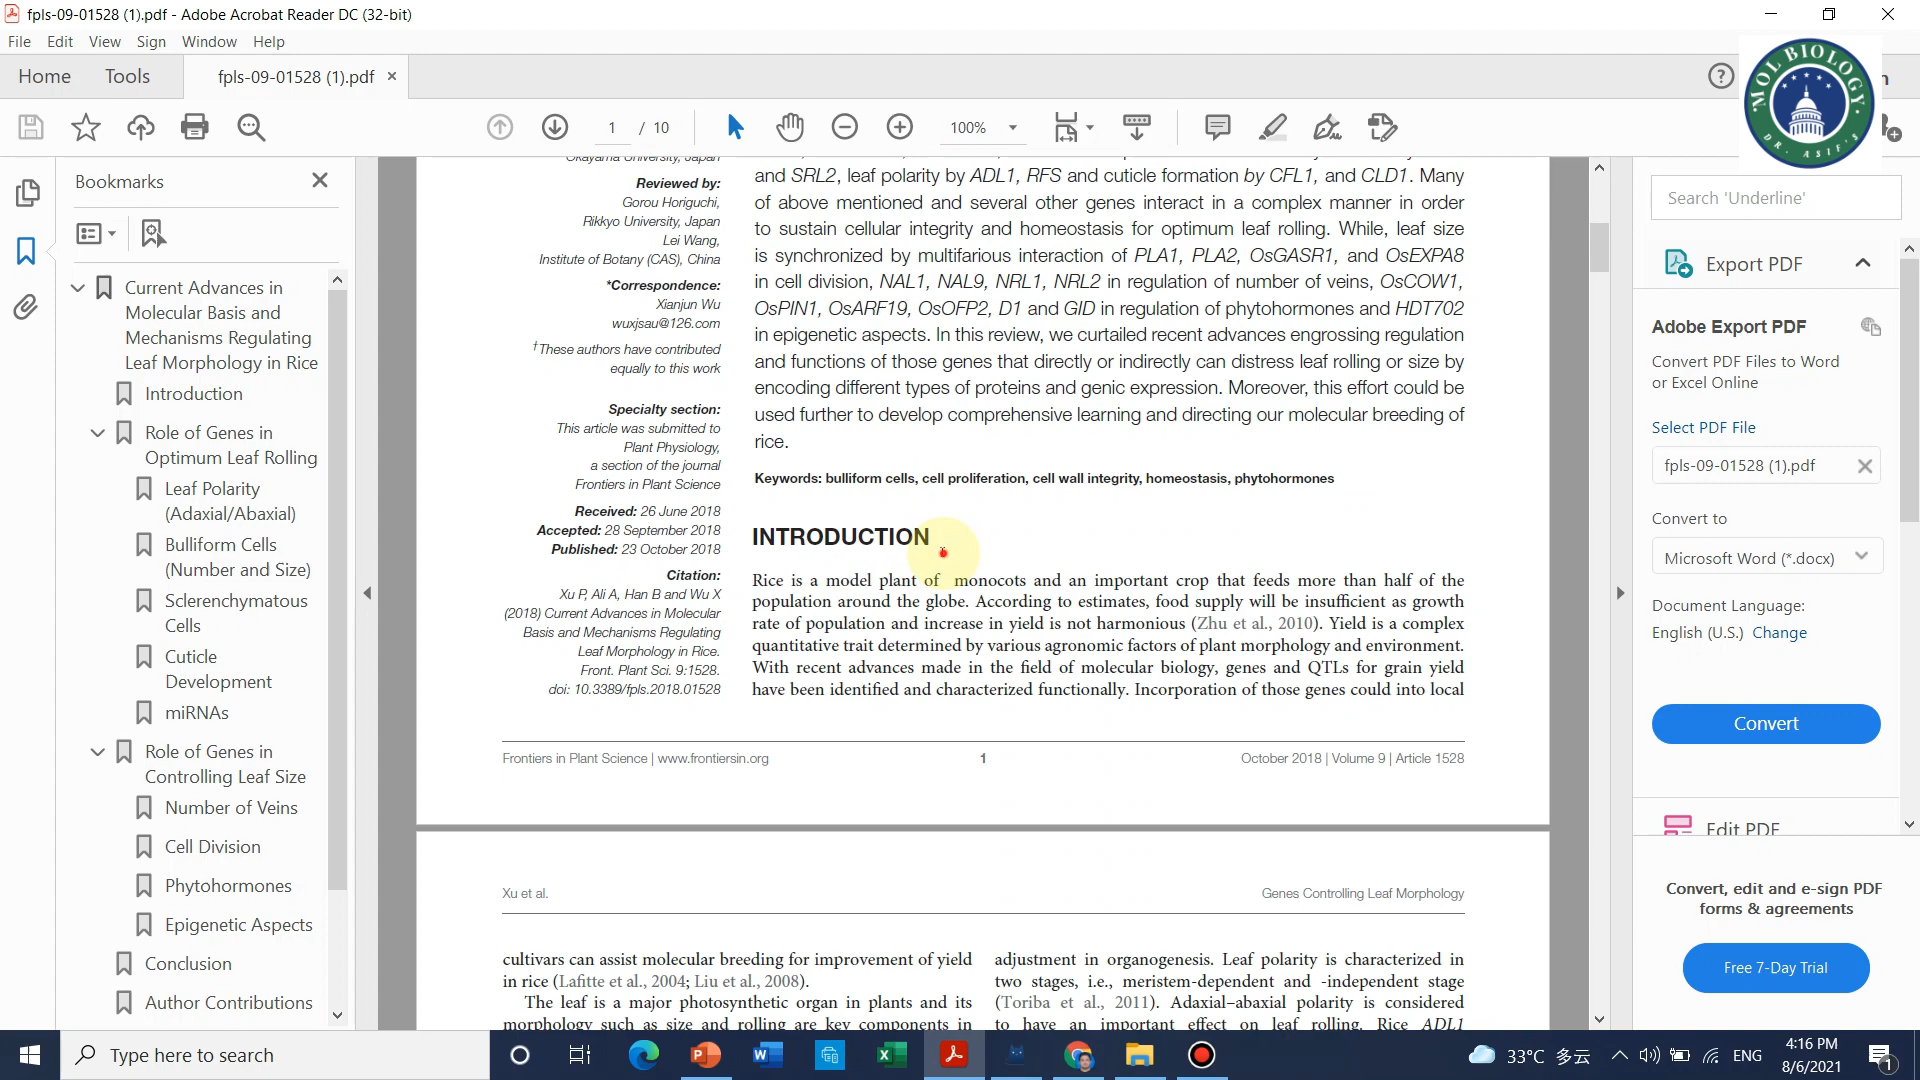 fpls-09-01528 (1).pdf - Adobe Acrobat Reader DC (32-bit)
File Edit View Sign Window Help
Home Tools fpls-09-01528 (1).pdf
1 / 10 100%
MOL BIOLOGY
DR. ASIF'S
Bookmarks
Current Advances in
Molecular Basis and
Mechanisms Regulating
Leaf Morphology in Rice
Introduction
Role of Genes in
Optimum Leaf Rolling
Leaf Polarity
(Adaxial/Abaxial)
Bulliform Cells
(Number and Size)
Sclerenchymatous
Cells
Cuticle
Development
miRNAs
Role of Genes in
Controlling Leaf Size
Number of Veins
Cell Division
Phytohormones
Epigenetic Aspects
Conclusion
Author Contributions
Okayama University, Japan
Reviewed by:
Gorou Horiguchi,
Rikkyo University, Japan
Lei Wang,
Institute of Botany (CAS), China
*Correspondence:
Xianjun Wu
wuxjsau@126.com
†These authors have contributed
equally to this work
Specialty section:
This article was submitted to
Plant Physiology,
a section of the journal
Frontiers in Plant Science
Received: 26 June 2018
Accepted: 28 September 2018
Published: 23 October 2018
Citation:
Xu P, Ali A, Han B and Wu X
(2018) Current Advances in Molecular
Basis and Mechanisms Regulating
Leaf Morphology in Rice.
Front. Plant Sci. 9:1528.
doi: 10.3389/fpls.2018.01528
and SRL2, leaf polarity by ADL1, RFS and cuticle formation by CFL1, and CLD1. Many
of above mentioned and several other genes interact in a complex manner in order
to sustain cellular integrity and homeostasis for optimum leaf rolling. While, leaf size
is synchronized by multifarious interaction of PLA1, PLA2, OsGASR1, and OsEXPA8
in cell division, NAL1, NAL9, NRL1, NRL2 in regulation of number of veins, OsCOW1,
OsPIN1, OsARF19, OsOFP2, D1 and GID in regulation of phytohormones and HDT702
in epigenetic aspects. In this review, we curtailed recent advances engrossing regulation
and functions of those genes that directly or indirectly can distress leaf rolling or size by
encoding different types of proteins and genic expression. Moreover, this effort could be
used further to develop comprehensive learning and directing our molecular breeding of
rice.
Keywords: bulliform cells, cell proliferation, cell wall integrity, homeostasis, phytohormones
INTRODUCTION
Rice is a model plant of monocots and an important crop that feeds more than half of the
population around the globe. According to estimates, food supply will be insufficient as growth
rate of population and increase in yield is not harmonious (Zhu et al., 2010). Yield is a complex
quantitative trait determined by various agronomic factors of plant morphology and environment.
With recent advances made in the field of molecular biology, genes and QTLs for grain yield
have been identified and characterized functionally. Incorporation of those genes could into local
Frontiers in Plant Science | www.frontiersin.org 1 October 2018 | Volume 9 | Article 1528
Xu et al. Genes Controlling Leaf Morphology
cultivars can assist molecular breeding for improvement of yield
in rice (Lafitte et al., 2004; Liu et al., 2008).
The leaf is a major photosynthetic organ in plants and its
morphology such as size and rolling are key components in
adjustment in organogenesis. Leaf polarity is characterized in
two stages, i.e., meristem-dependent and -independent stage
(Toriba et al., 2011). Adaxial–abaxial polarity is considered
to have an important effect on leaf rolling. Rice ADL1
Search 'Underline'
Export PDF
Adobe Export PDF
Convert PDF Files to Word
or Excel Online
Select PDF File
fpls-09-01528 (1).pdf
Convert to
Microsoft Word (*.docx)
Document Language:
English (U.S.) Change
Convert
Edit PDF
Convert, edit and e-sign PDF
forms & agreements
Free 7-Day Trial
Type here to search
33°C 多云 ENG
4:16 PM
8/6/2021
1